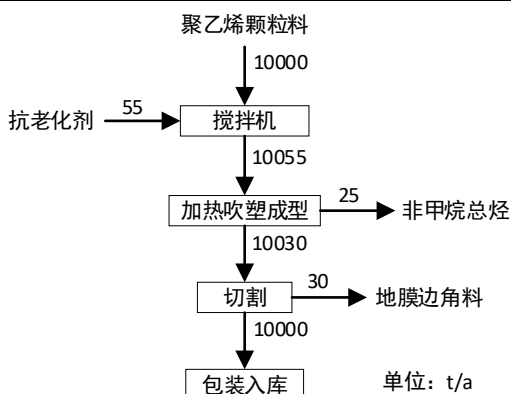 聚乙烯颗粒料
10000
抗老化剂
55
搅拌机
10055
加热吹塑成型
25
非甲烷总烃
10030
切割
30
地膜边角料
10000
包装入库
单位：t/a